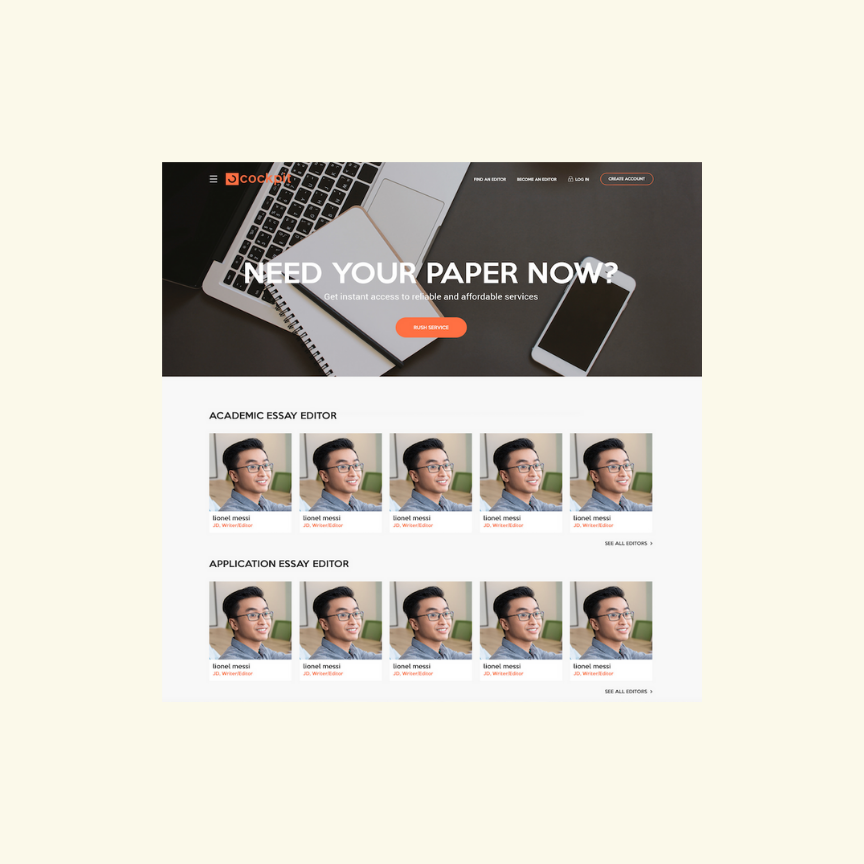 cockpit
FIND AN EDITOR BECOME AN EDITOR LOG IN CREATE ACCOUNT
NEED YOUR PAPER NOW?
Get instant access to reliable and affordable services
RUSH SERVICE
ACADEMIC ESSAY EDITOR
lionel messi lionel messi lionel messi lionel messi lionel messi
JD, Writer/Editor JD, Writer/Editor JD, Writer/Editor JD, Writer/Editor JD, Writer/Editor
SEE ALL EDITORS >
APPLICATION ESSAY EDITOR
lionel messi lionel messi lionel messi lionel messi lionel messi
JD, Writer/Editor JD, Writer/Editor JD, Writer/Editor JD, Writer/Editor JD, Writer/Editor
SEE ALL EDITORS >